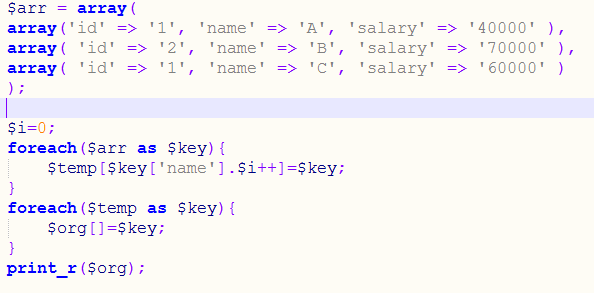 $arr = array(
array('id' => '1', 'name' => 'A', 'salary' => '40000' ),
array( 'id' => '2', 'name' => 'B', 'salary' => '70000' ),
array( 'id' => '1', 'name' => 'C', 'salary' => '60000' )
);
$i=0;
foreach($arr as $key){
    $temp[$key['name'].$i++]=$key;
}
foreach($temp as $key){
    $org[]=$key;
}
print_r($org);